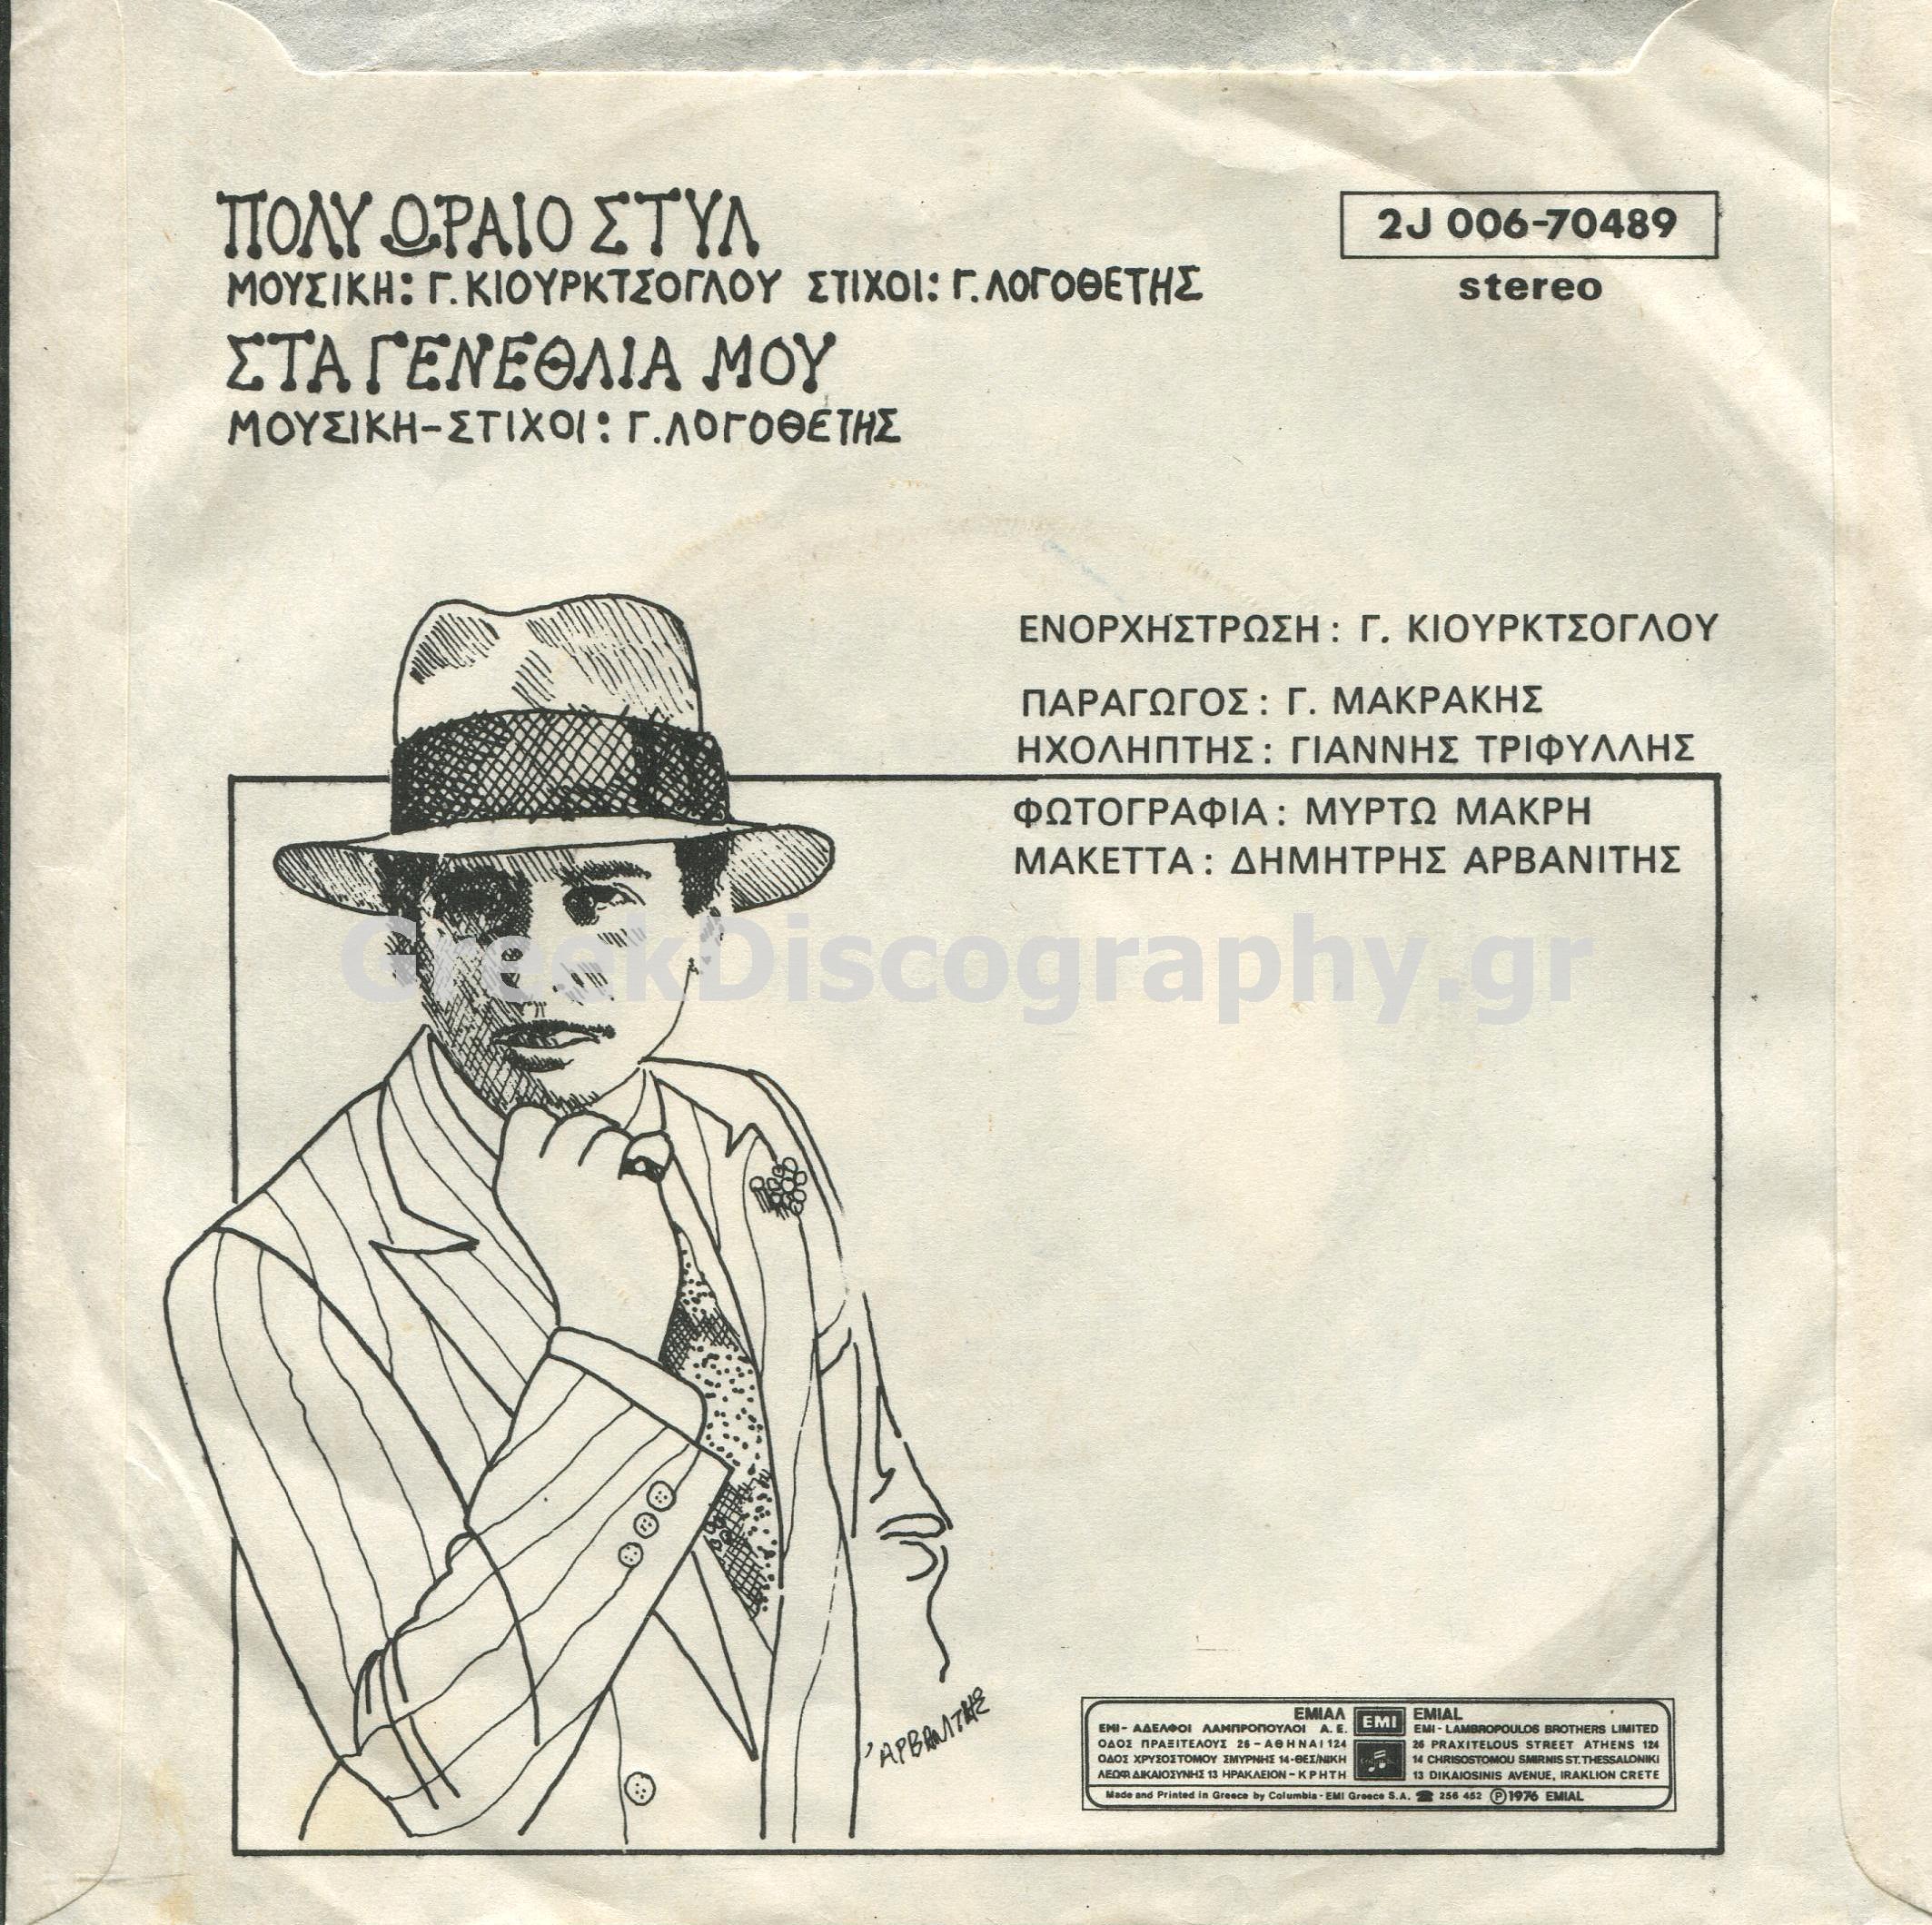 ΠΟΛΥ ΩΡΑΙΟ ΣΤΥΛ
ΜΟΥΣΙΚΗ: Γ. ΚΙΟΥΡΚΤΣΟΓΛΟΥ ΣΤΙΧΟΙ: Γ. ΛΟΓΟΘΕΤΗΣ
ΣΤΑ ΓΕΝΕΘΛΙΑ ΜΟΥ
ΜΟΥΣΙΚΗ-ΣΤΙΧΟΙ: Γ. ΛΟΓΟΘΕΤΗΣ
2J 006-70489
stereo
ΕΝΟΡΧΗΣΤΡΩΣΗ: Γ. ΚΙΟΥΡΚΤΣΟΓΛΟΥ
ΠΑΡΑΓΩΓΟΣ: Γ. ΜΑΚΡΑΚΗΣ
ΗΧΟΛΗΠΤΗΣ: ΓΙΑΝΝΗΣ ΤΡΙΦΥΛΛΗΣ
ΦΩΤΟΓΡΑΦΙΑ: ΜΥΡΤΩ ΜΑΚΡΗ
ΜΑΚΕΤΤΑ: ΔΗΜΗΤΡΗΣ ΑΡΒΑΝΙΤΗΣ
GreekDiscography.gr
ΑΡΒΑΝΙΤΗΣ
ΕΜΙΑΛ
ΕΜΙ - ΑΔΕΛΦΟΙ ΛΑΜΠΡΟΠΟΥΛΟΙ Α.Ε.
ΟΔΟΣ ΠΡΑΞΙΤΕΛΟΥΣ 26 - ΑΘΗΝΑΙ 124
ΟΔΟΣ ΧΡΥΣΟΣΤΟΜΟΥ ΣΜΥΡΝΗΣ 14-ΘΕΣ/ΝΙΚΗ
ΛΕΩΦ. ΔΙΚΑΙΟΣΥΝΗΣ 13 ΗΡΑΚΛΕΙΟΝ - ΚΡΗΤΗ
EMI
EMIAL
EMI - LAMBROPOULOS BROTHERS LIMITED
26 PRAXITELOUS STREET ATHENS 124
14 CHRISOSTOMOU SMIRNIS ST. THESSALONIKI
13 DIKAIOSINIS AVENUE, IRAKLION CRETE
Made and Printed in Greece by Columbia - EMI Greece S.A. ☎ 256 452 Ⓟ 1976 EMIAL